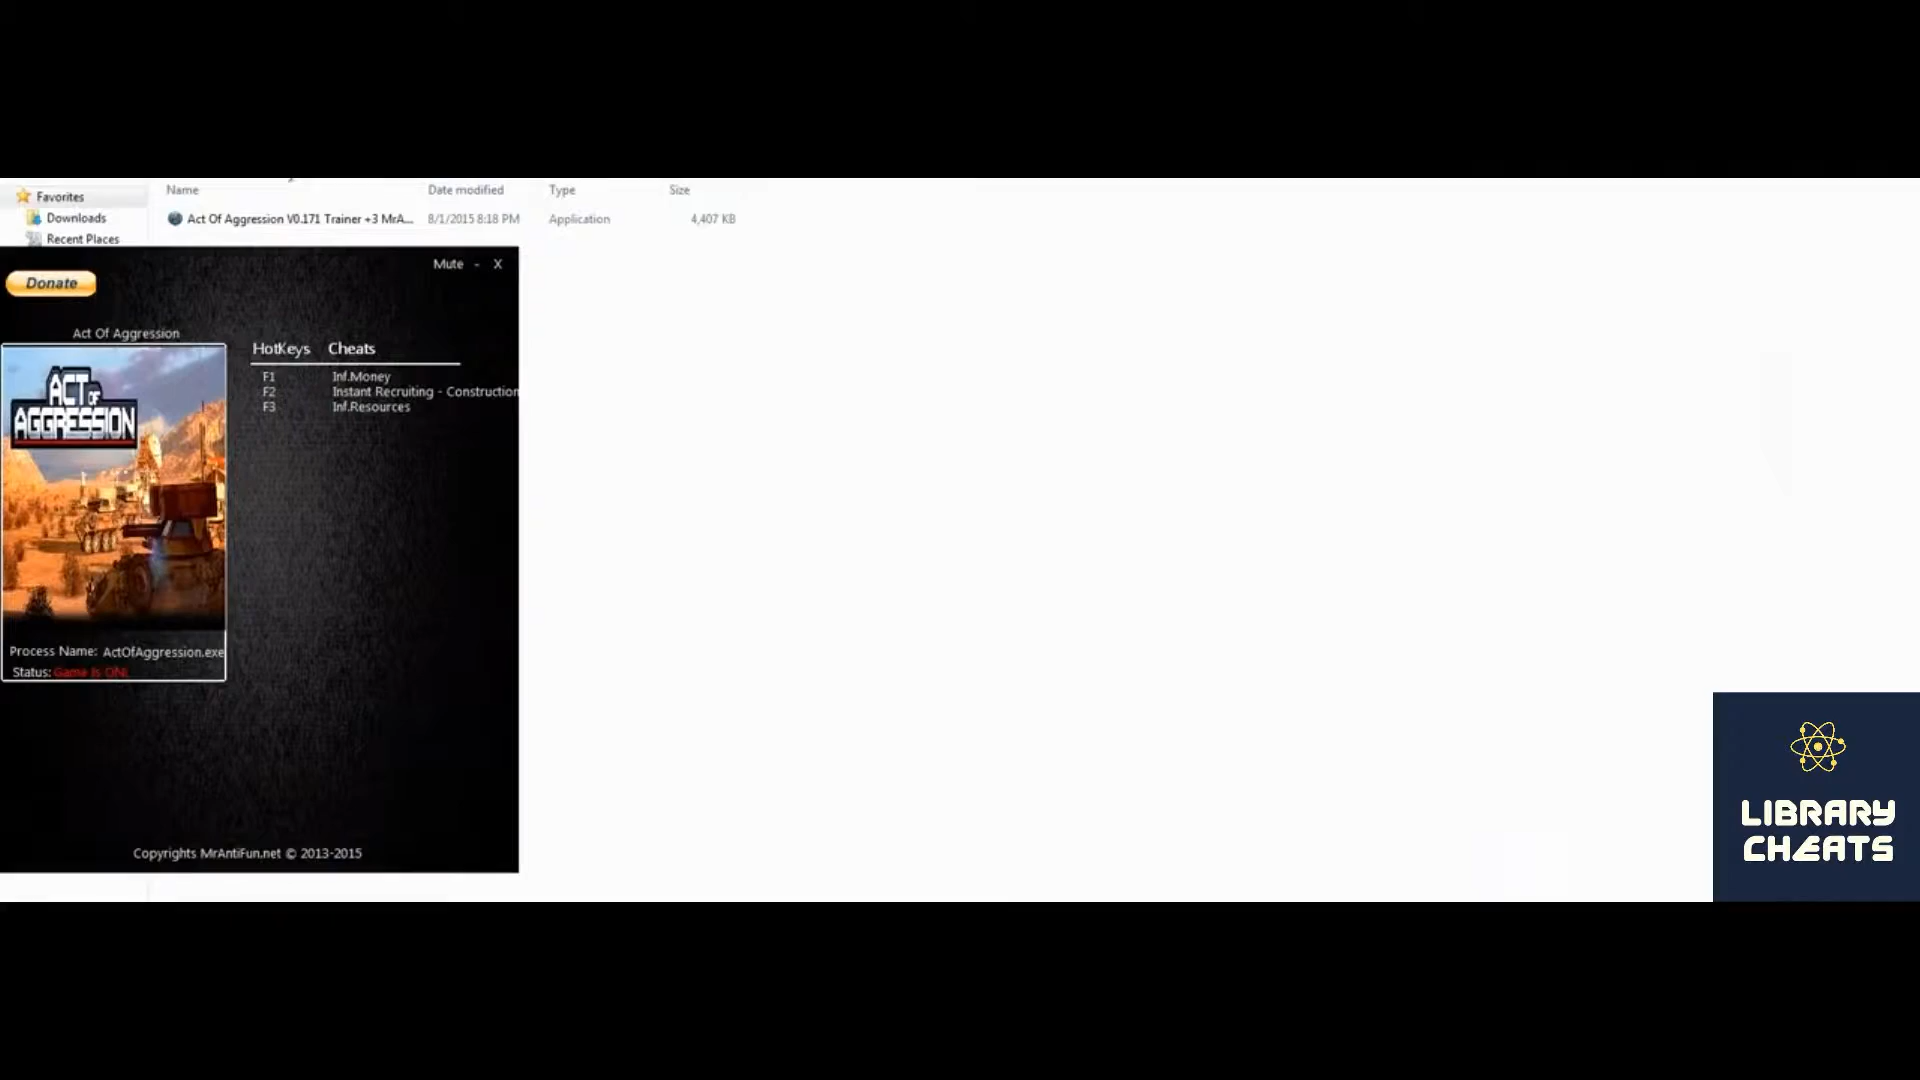 Favorites
Name
Date modified
Type
Size
Downloads
Act Of Aggression V0.171 Trainer +3 MrA...
8/1/2015 8:18 PM
Application
4,407 KB
Recent Places
Mute - X
Donate
Act Of Aggression
HotKeys Cheats
ACT OF
AGGRESSION
F1 Inf.Money
F2 Instant Recruiting - Construction
F3 Inf.Resources
Process Name: ActOfAggression.exe
Status: Game Is ON!
Copyrights MrAntiFun.net © 2013-2015
LIBRARY
CHEATS